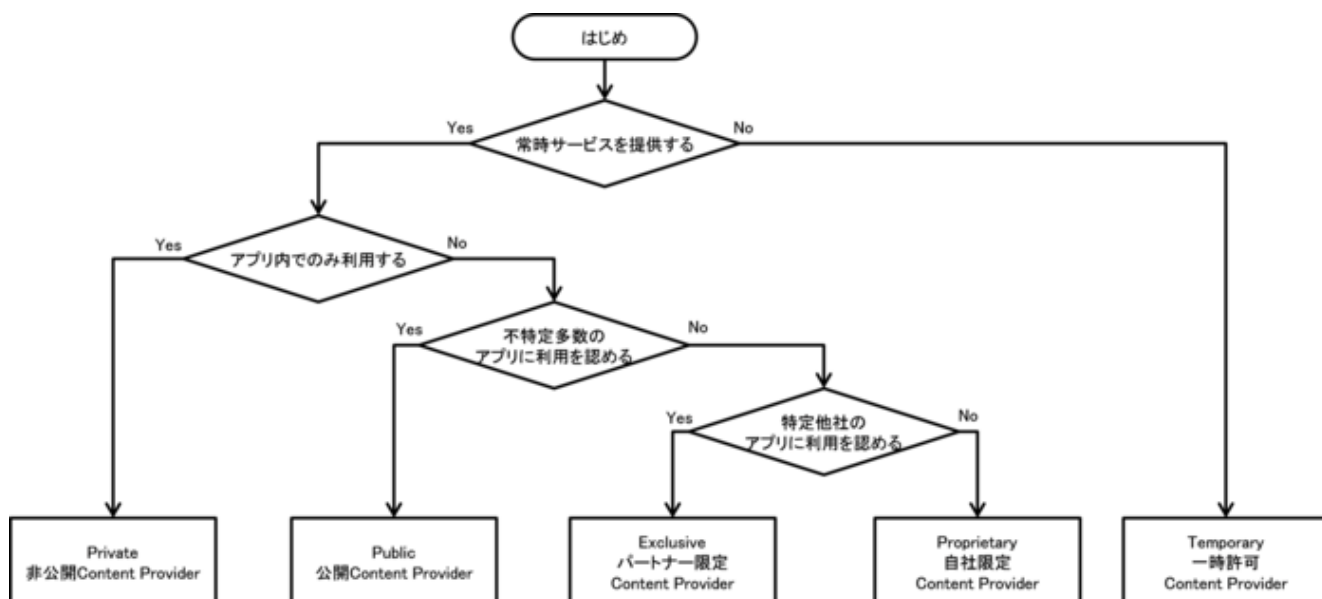 はじめ
Yes
常時サービスを提供する
No
Yes
アプリ内でのみ利用する
No
Yes
不特定多数の
アプリに利用を認める
No
Yes
特定他社の
アプリに利用を認める
No
Private
非公開Content Provider
Public
公開Content Provider
Exclusive
パートナー限定
Content Provider
Proprietary
自社限定
Content Provider
Temporary
一時許可
Content Provider